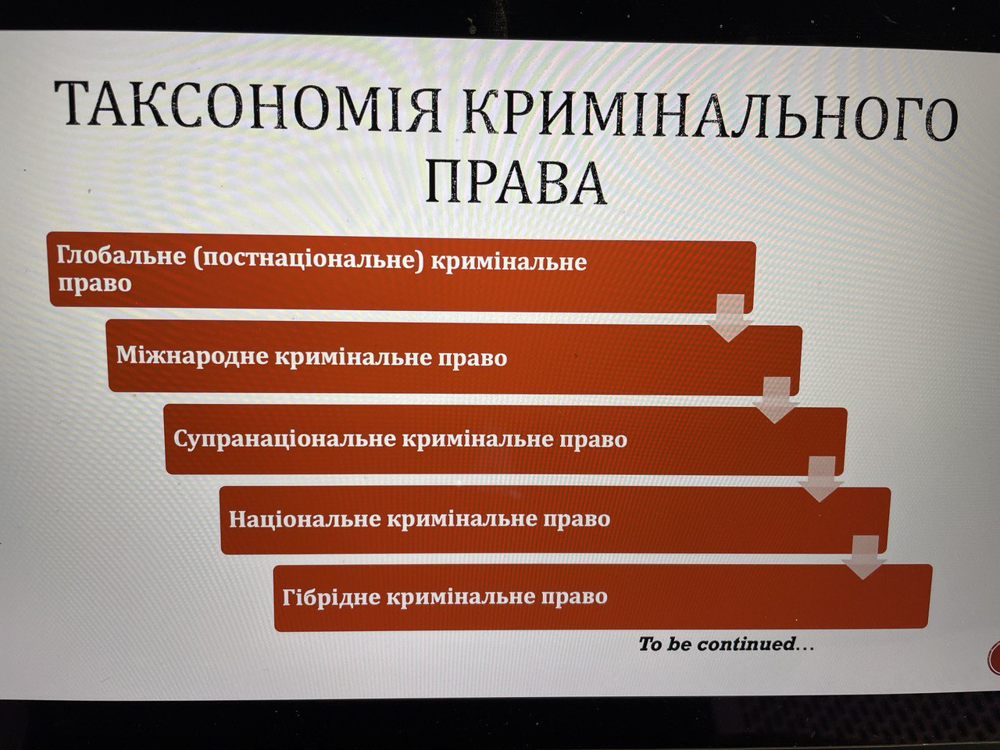 ТАКСОНОМІЯ КРИМІНАЛЬНОГО
ПРАВА
Глобальне (постнаціональне) кримінальне
право
Міжнародне кримінальне право
Супранаціональне кримінальне право
Національне кримінальне право
Гібрідне кримінальне право
To be continued...